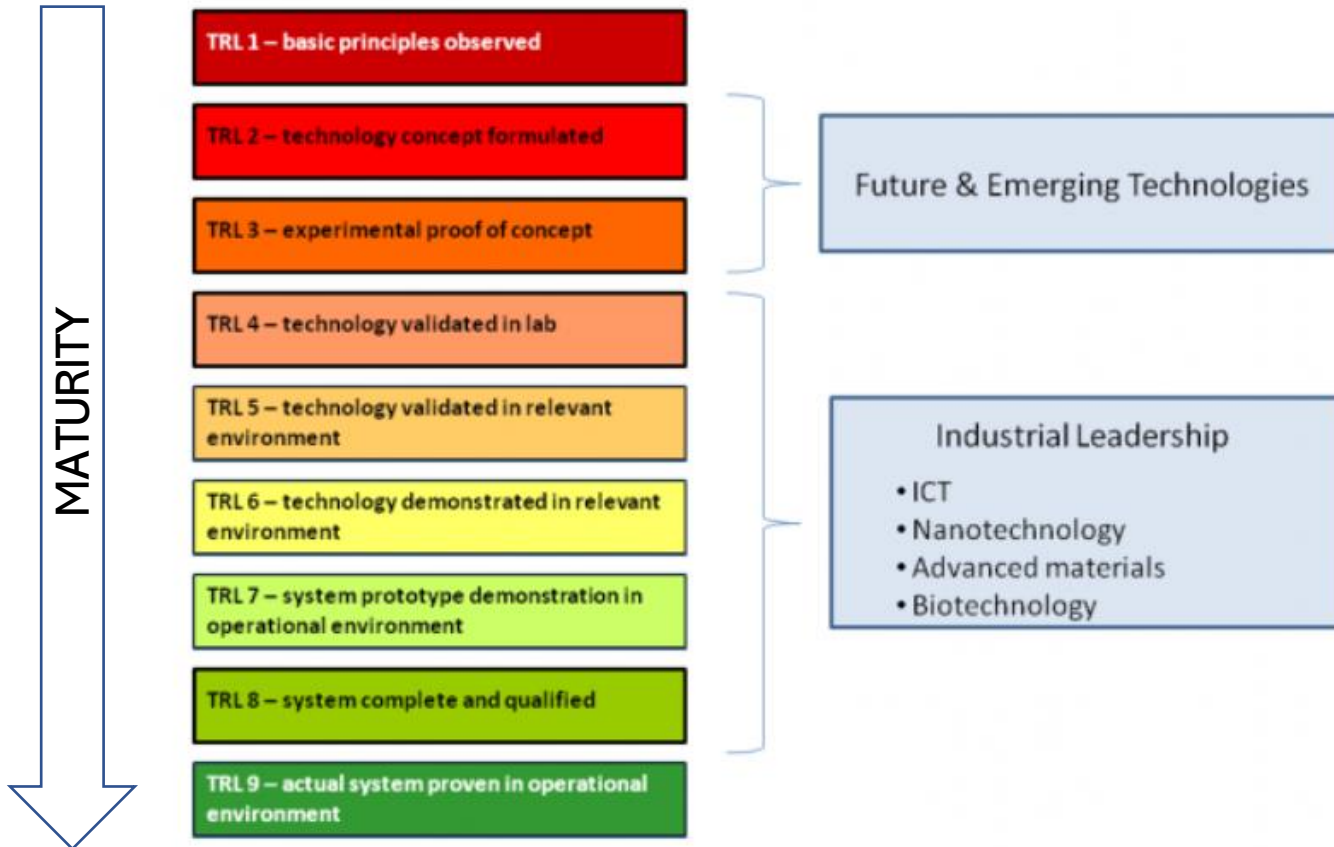 MATURITY
TRL 1 – basic principles observed
TRL 2 – technology concept formulated
TRL 3 – experimental proof of concept
TRL 4 – technology validated in lab
TRL 5 – technology validated in relevant
environment
TRL 6 – technology demonstrated in relevant
environment
TRL 7 – system prototype demonstration in
operational environment
TRL 8 – system complete and qualified
TRL 9 – actual system proven in operational
environment
Future & Emerging Technologies
Industrial Leadership
• ICT
• Nanotechnology
• Advanced materials
• Biotechnology